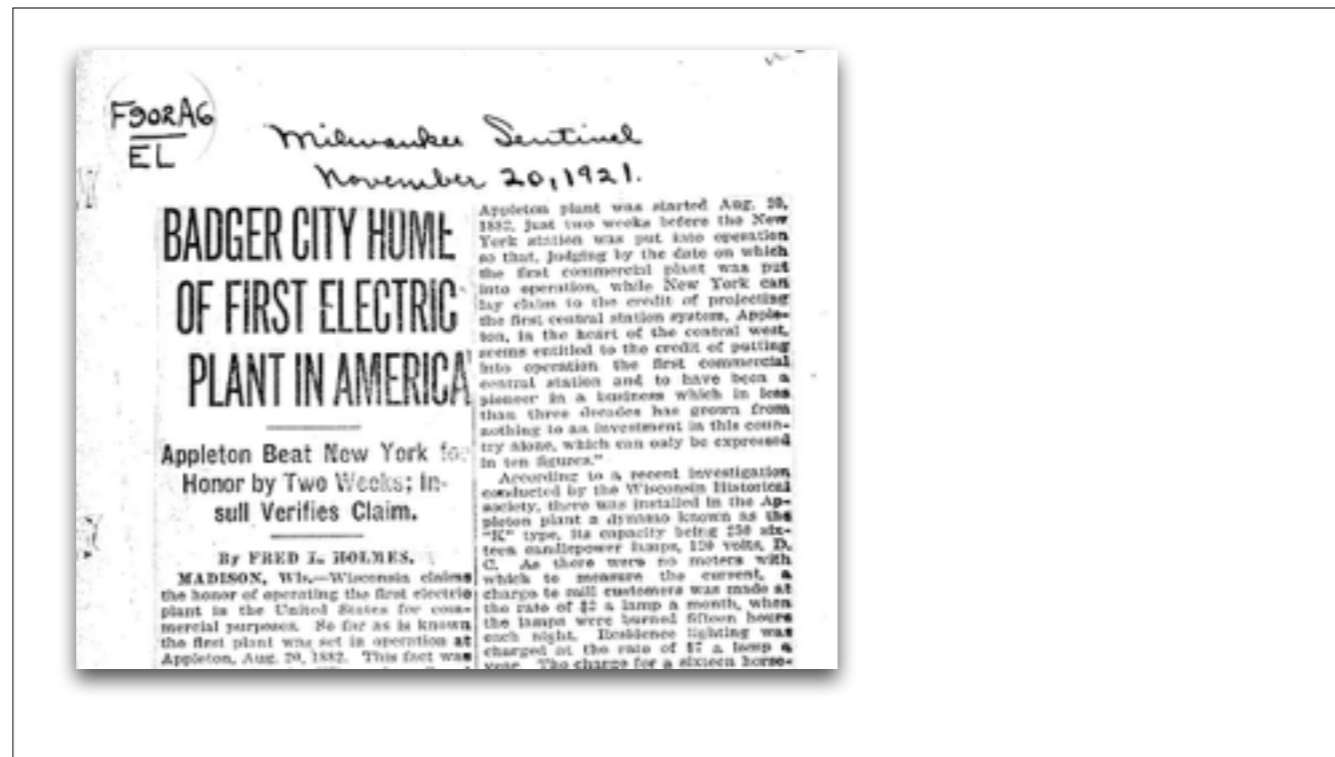 F902A6
EL
Milwaukee Sentinel
November 20, 1921.
BADGER CITY HOME
OF FIRST ELECTRIC
PLANT IN AMERICA
Appleton Beat New York for
Honor by Two Weeks; In-
sull Verifies Claim.
By FRED L. HOLMES.
MADISON, Wis.—Wisconsin claims
the honor of operating the first electric
plant in the United States for com-
mercial purposes. So far as is known
the first plant was set in operation at
Appleton, Aug. 20, 1882. This fact was
Appleton plant was started Aug. 20,
1882, just two weeks before the New
York station was put into operation
so that, judging by the date on which
the first commercial plant was put
into operation, while New York can
lay claim to the credit of projecting
the first central station system, Apple-
ton, in the heart of the central west,
seems entitled to the credit of putting
into operation the first commercial
central station and to have been a
pioneer in a business which in less
than three decades has grown from
nothing to an investment in this coun-
try alone, which can only be expressed
in ten figures."
According to a recent investigation
conducted by the Wisconsin Historical
society, there was installed in the Ap-
pleton plant a dynamo known as the
"K" type, its capacity being 250 six-
teen candlepower lamps, 110 volts, D.
C. As there were no meters with
which to measure the current, a
charge to mill customers was made at
the rate of $2 a lamp a month, when
the lamps were burned fifteen hours
each night. Residence lighting was
charged at the rate of $7 a lamp a
year. The charge for a sixteen horse-